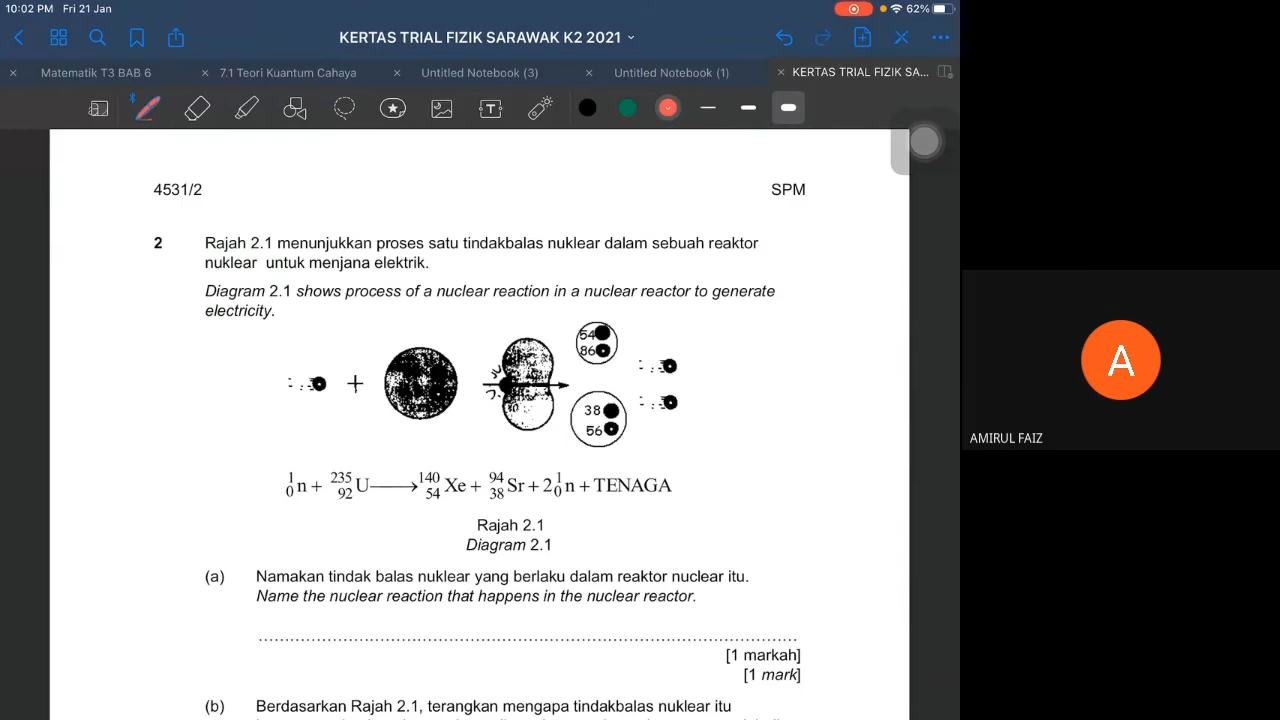 10:02 PM Fri 21 Jan 62%
KERTAS TRIAL FIZIK SARAWAK K2 2021
Matematik T3 BAB 6
7.1 Teori Kuantum Cahaya
Untitled Notebook (3)
Untitled Notebook (1)
KERTAS TRIAL FIZIK SA...
4531/2
SPM
2 Rajah 2.1 menunjukkan proses satu tindakbalas nuklear dalam sebuah reaktor
nuklear untuk menjana elektrik.
Diagram 2.1 shows process of a nuclear reaction in a nuclear reactor to generate
electricity.
+
54
86
38
56
¹₀n + ²³⁵₉₂U ⟶ ¹⁴⁰₅₄Xe + ⁹⁴₃₈Sr + 2¹₀n + TENAGA
Rajah 2.1
Diagram 2.1
(a) Namakan tindak balas nuklear yang berlaku dalam reaktor nuclear itu.
Name the nuclear reaction that happens in the nuclear reactor.
[1 markah]
[1 mark]
(b) Berdasarkan Rajah 2.1, terangkan mengapa tindakbalas nuklear itu
A
AMIRUL FAIZ